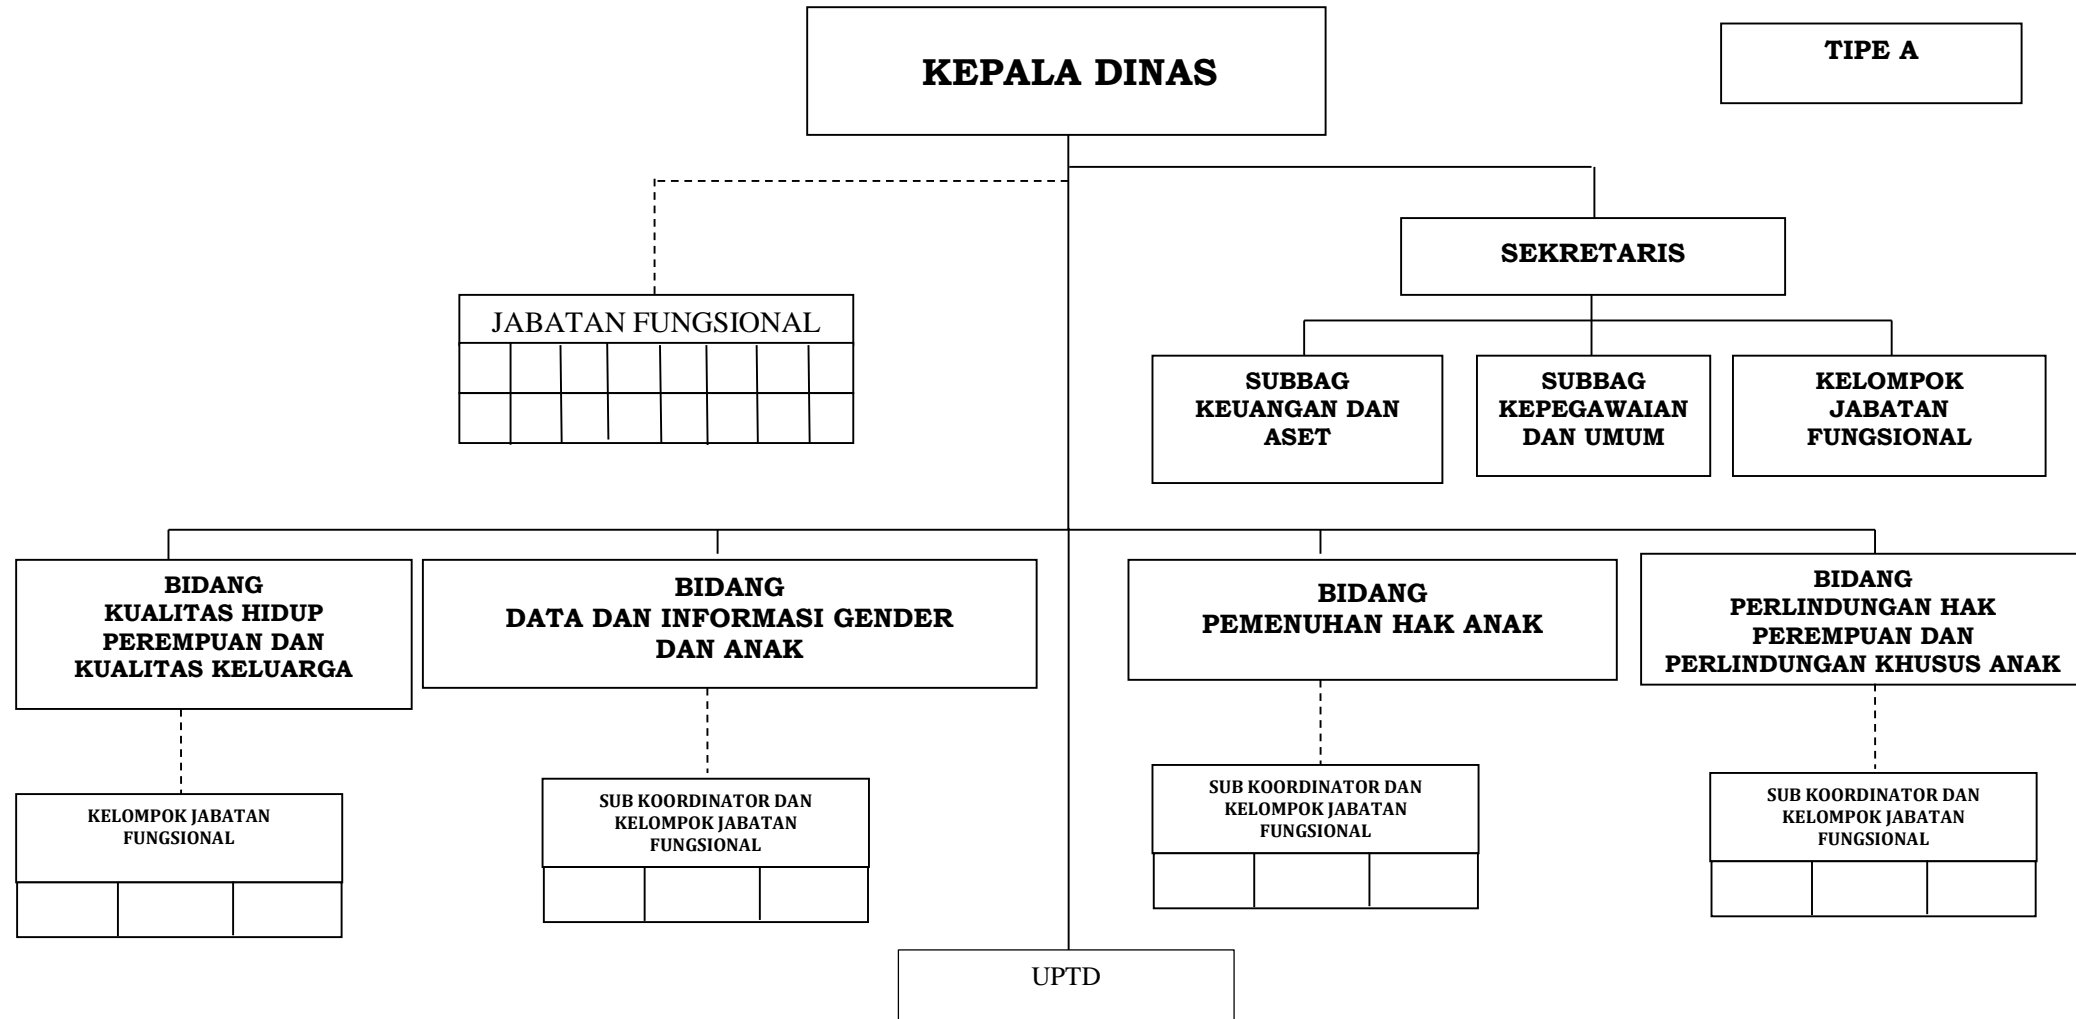 KEPALA DINAS
TIPE A
SEKRETARIS
JABATAN FUNGSIONAL
SUBBAG
KEUANGAN DAN
ASET
SUBBAG
KEPEGAWAIAN
DAN UMUM
KELOMPOK
JABATAN
FUNGSIONAL
BIDANG
KUALITAS HIDUP
PEREMPUAN DAN
KUALITAS KELUARGA
BIDANG
DATA DAN INFORMASI GENDER
DAN ANAK
BIDANG
PEMENUHAN HAK ANAK
BIDANG
PERLINDUNGAN HAK
PEREMPUAN DAN
PERLINDUNGAN KHUSUS ANAK
KELOMPOK JABATAN
FUNGSIONAL
SUB KOORDINATOR DAN
KELOMPOK JABATAN
FUNGSIONAL
SUB KOORDINATOR DAN
KELOMPOK JABATAN
FUNGSIONAL
SUB KOORDINATOR DAN
KELOMPOK JABATAN
FUNGSIONAL
UPTD